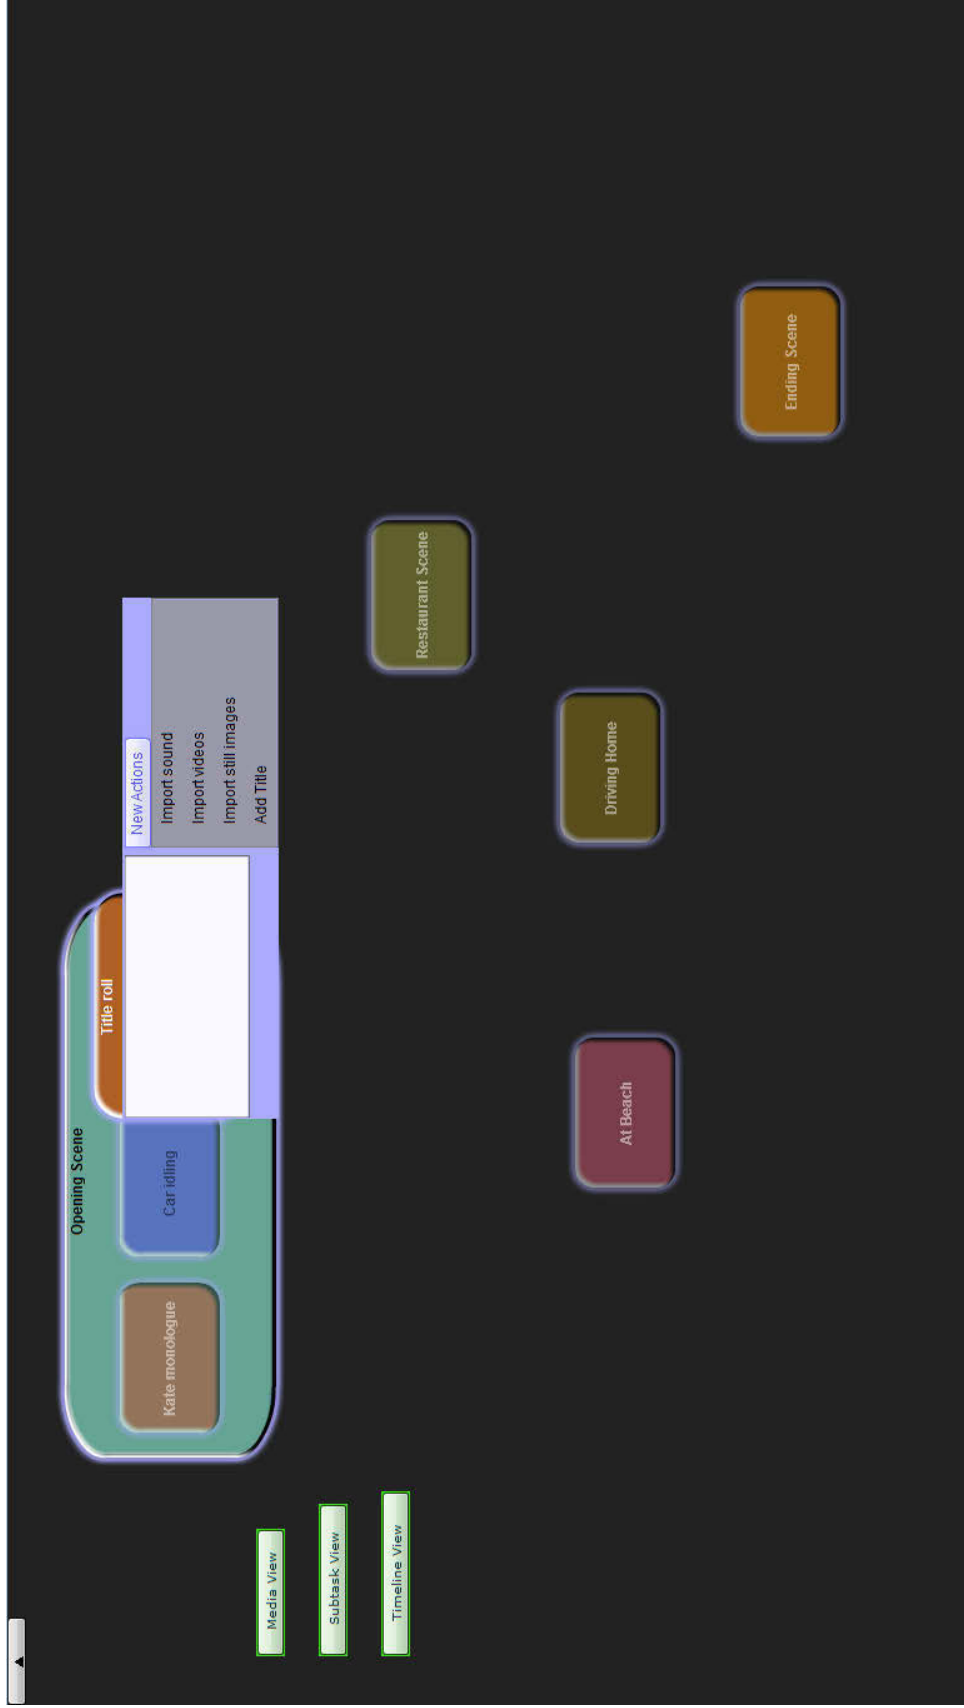 Opening Scene
Title roll
Kate monologue
Car idling
New Actions
Import sound
Import videos
Import still images
Add Title
Media View
Subtask View
Timeline View
Restaurant Scene
Driving Home
At Beach
Ending Scene